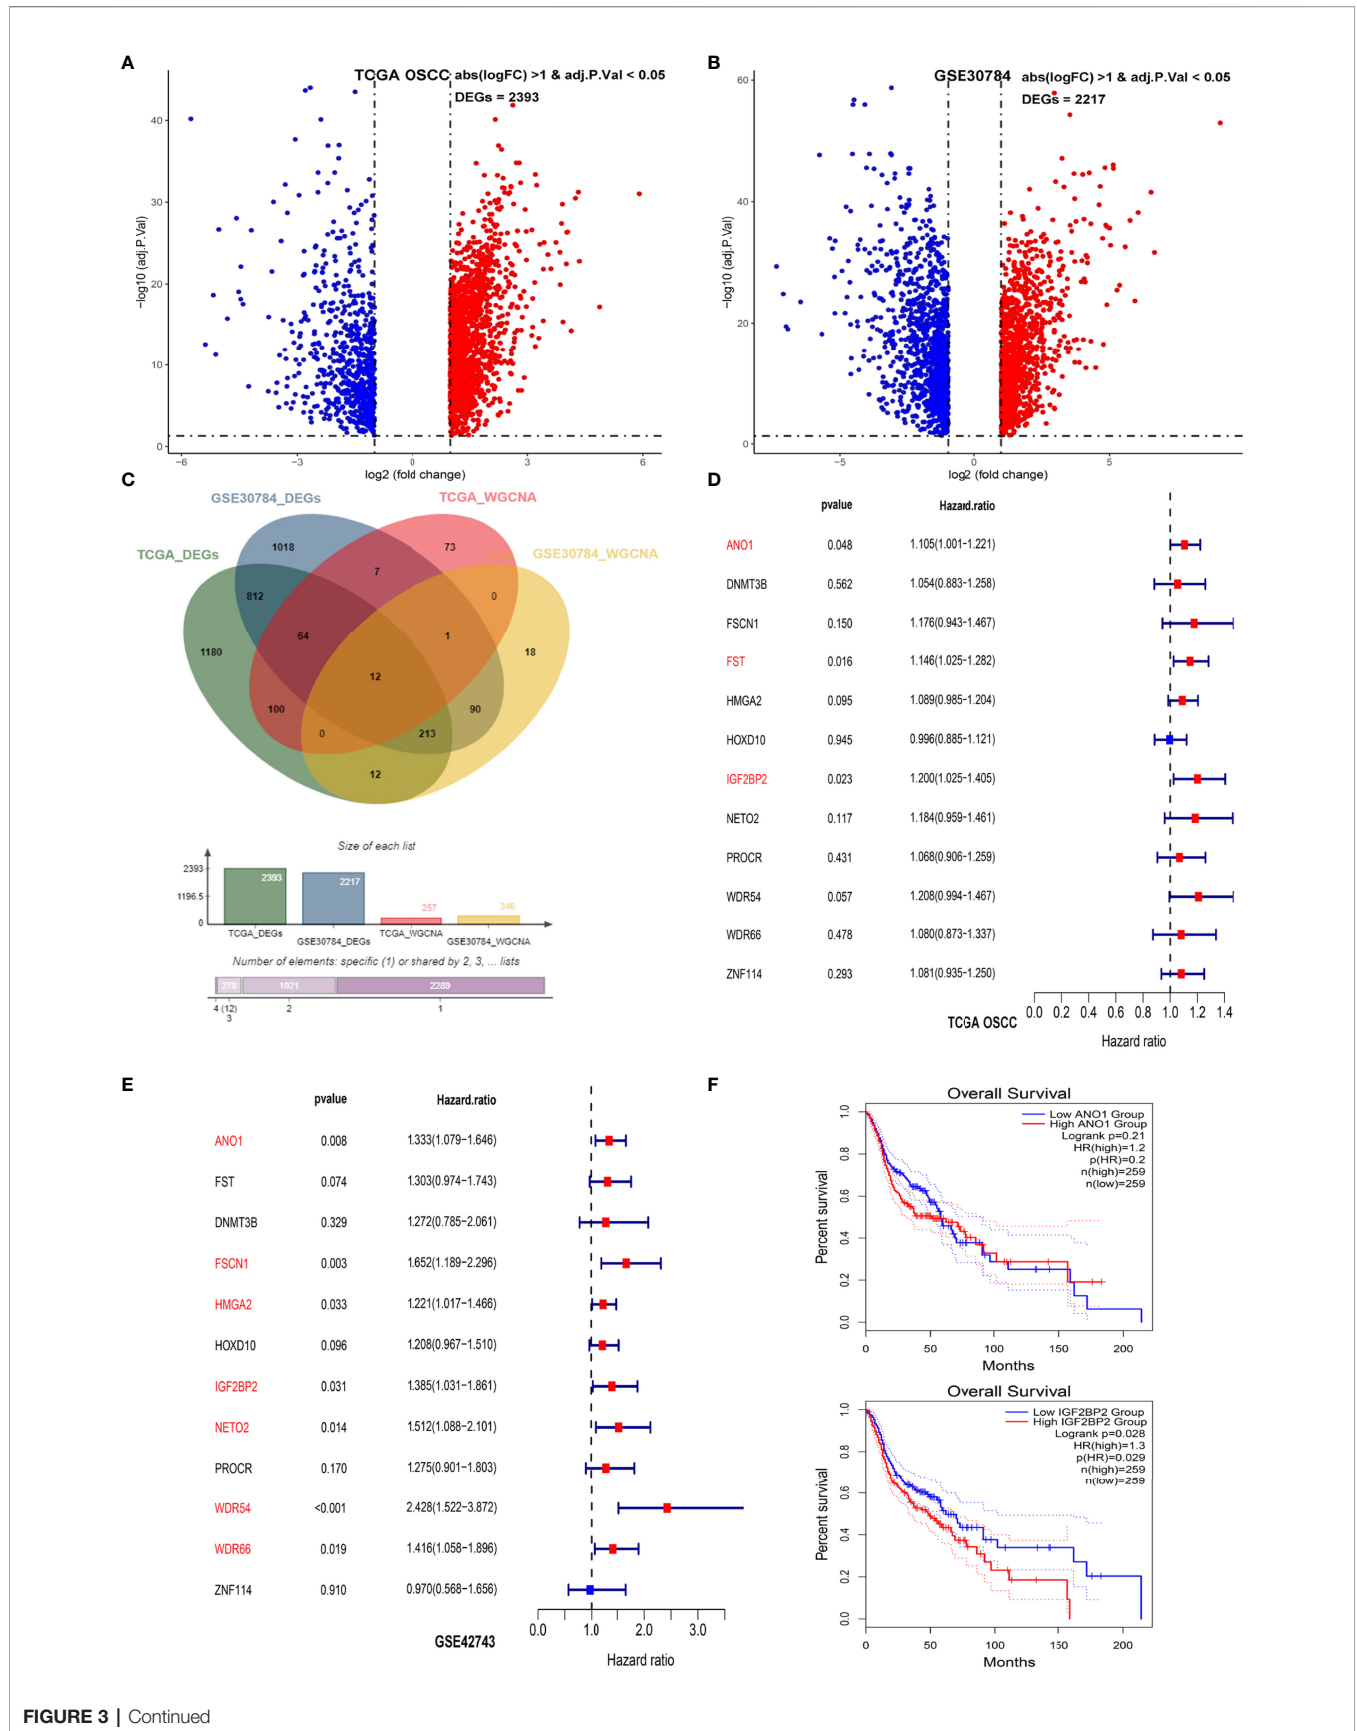 A
TCGA OSCC abs(logFC) >1 & adj.P.Val < 0.05
DEGs = 2393
−log10 (adj.P.Val)
40
30
20
10
0
−6 −3 0 3 6
log2 (fold change)
B
GSE30784 abs(logFC) >1 & adj.P.Val < 0.05
DEGs = 2217
−log10 (adj.P.Val)
60
40
20
0
−5 0 5
log2 (fold change)
C
GSE30784_DEGs TCGA_WGCNA
TCGA_DEGs GSE30784_WGCNA
1018 73
7
812 0
64 1
1180 18
12
100 90
0 213
12
Size of each list
2393
1196.5
0
2393 2217 257 346
TCGA_DEGs GSE30784_DEGs TCGA_WGCNA GSE30784_WGCNA
Number of elements: specific (1) or shared by 2, 3, ... lists
278 1021 2289
4 (12) 2 1
3
D
pvalue Hazard.ratio
ANO1 0.048 1.105(1.001−1.221)
DNMT3B 0.562 1.054(0.883−1.258)
FSCN1 0.150 1.176(0.943−1.467)
FST 0.016 1.146(1.025−1.282)
HMGA2 0.095 1.089(0.985−1.204)
HOXD10 0.945 0.996(0.885−1.121)
IGF2BP2 0.023 1.200(1.025−1.405)
NETO2 0.117 1.184(0.959−1.461)
PROCR 0.431 1.068(0.906−1.259)
WDR54 0.057 1.208(0.994−1.467)
WDR66 0.478 1.080(0.873−1.337)
ZNF114 0.293 1.081(0.935−1.250)
0.0 0.2 0.4 0.6 0.8 1.0 1.2 1.4
TCGA OSCC
Hazard ratio
E
pvalue Hazard.ratio
ANO1 0.008 1.333(1.079−1.646)
FST 0.074 1.303(0.974−1.743)
DNMT3B 0.329 1.272(0.785−2.061)
FSCN1 0.003 1.652(1.189−2.296)
HMGA2 0.033 1.221(1.017−1.466)
HOXD10 0.096 1.208(0.967−1.510)
IGF2BP2 0.031 1.385(1.031−1.861)
NETO2 0.014 1.512(1.088−2.101)
PROCR 0.170 1.275(0.901−1.803)
WDR54 <0.001 2.428(1.522−3.872)
WDR66 0.019 1.416(1.058−1.896)
ZNF114 0.910 0.970(0.568−1.656)
0.0 1.0 2.0 3.0
GSE42743
Hazard ratio
F
Overall Survival
Low ANO1 Group
High ANO1 Group
Logrank p=0.21
HR(high)=1.2
p(HR)=0.2
n(high)=259
n(low)=259
Percent survival
1.0
0.8
0.6
0.4
0.2
0.0
0 50 100 150 200
Months
Overall Survival
Low IGF2BP2 Group
High IGF2BP2 Group
Logrank p=0.028
HR(high)=1.3
p(HR)=0.029
n(high)=259
n(low)=259
Percent survival
1.0
0.8
0.6
0.4
0.2
0.0
0 50 100 150 200
Months
FIGURE 3 | Continued